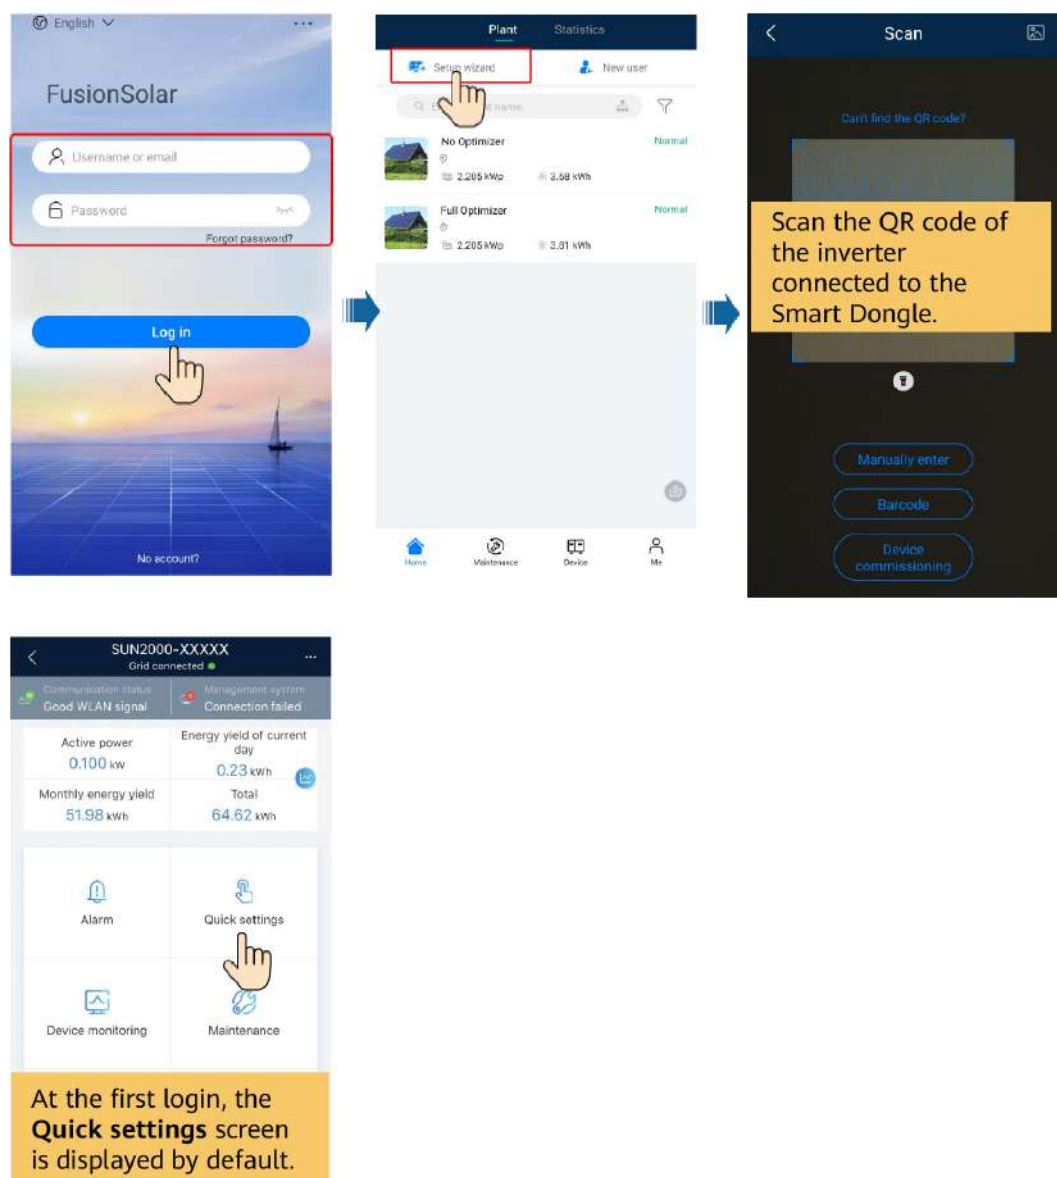 English
FusionSolar
Username or email
Password
Forgot password?
Log in
No account?
Plant Statistics
Setup wizard New user
name.
No Optimizer Normal
2.205 kWp 3.68 kWh
Full Optimizer Normal
2.205 kWp 3.81 kWh
Home Maintenance Device Me
Scan
Can't find the QR code?
Scan the QR code of
the inverter
connected to the
Smart Dongle.
Manually enter
Barcode
Device
commissioning
SUN2000-XXXXX
Grid connected
Communication status Management system
Good WLAN signal Connection failed
Active power Energy yield of current
day
0.100 kW 0.23 kWh
Monthly energy yield Total
51.98 kWh 64.62 kWh
Alarm Quick settings
Device monitoring Maintenance
At the first login, the
Quick settings screen
is displayed by default.